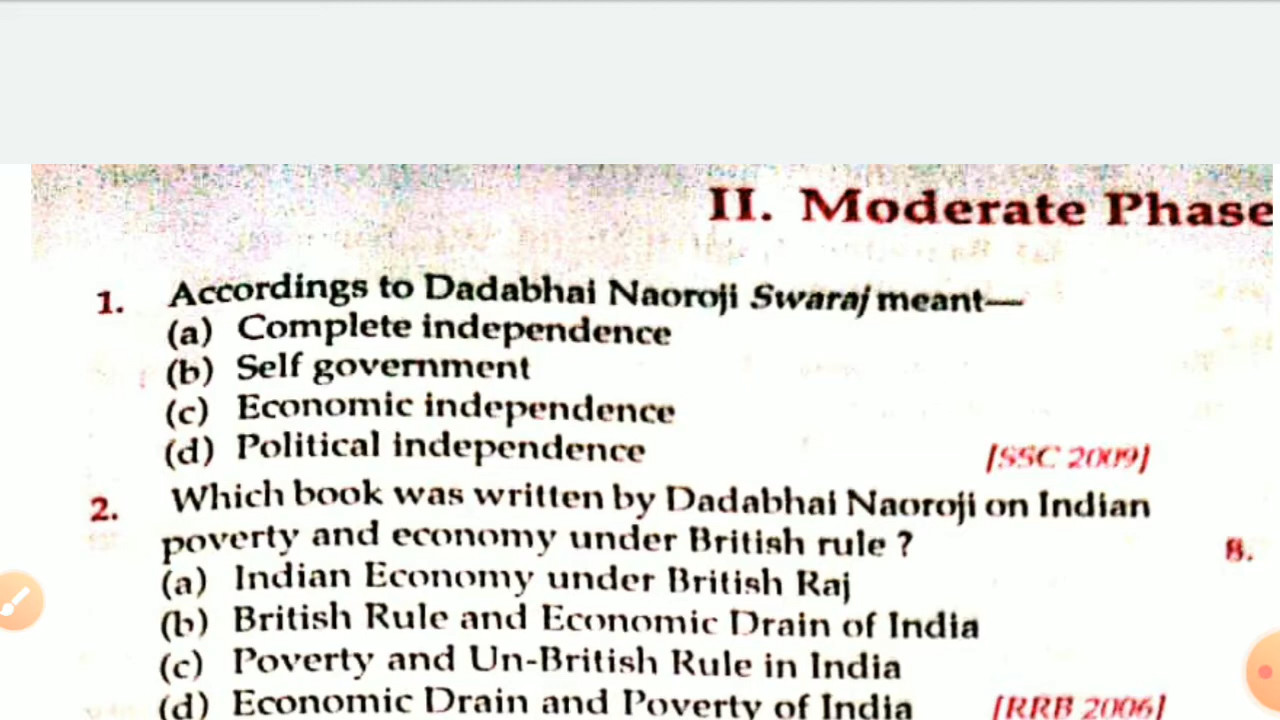 II. Moderate Phase
1. Accordings to Dadabhai Naoroji Swaraj meant—
(a) Complete independence
(b) Self government
(c) Economic independence
(d) Political independence [SSC 2009]
2. Which book was written by Dadabhai Naoroji on Indian
poverty and economy under British rule ?
8.
(a) Indian Economy under British Raj
(b) British Rule and Economic Drain of India
(c) Poverty and Un-British Rule in India
(d) Economic Drain and Poverty of India [RRB 2006]